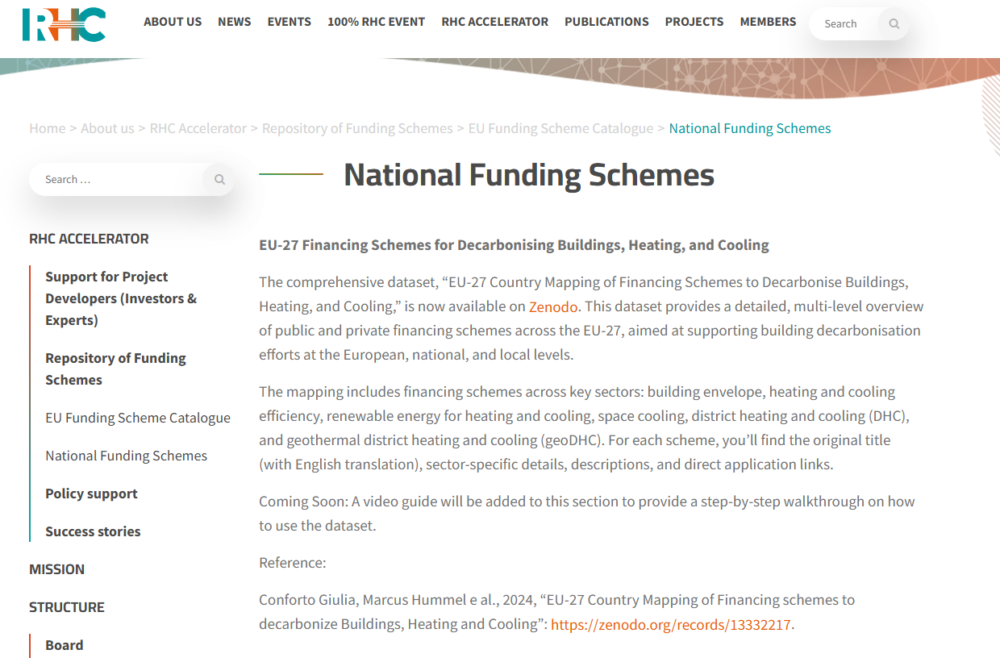 RHC
ABOUT US NEWS EVENTS 100% RHC EVENT RHC ACCELERATOR PUBLICATIONS PROJECTS MEMBERS Search
Home > About us > RHC Accelerator > Repository of Funding Schemes > EU Funding Scheme Catalogue > National Funding Schemes
Search …
RHC ACCELERATOR
Support for Project
Developers (Investors &
Experts)
Repository of Funding
Schemes
EU Funding Scheme Catalogue
National Funding Schemes
Policy support
Success stories
MISSION
STRUCTURE
Board
National Funding Schemes
EU-27 Financing Schemes for Decarbonising Buildings, Heating, and Cooling
The comprehensive dataset, “EU-27 Country Mapping of Financing Schemes to Decarbonise Buildings,
Heating, and Cooling,” is now available on Zenodo. This dataset provides a detailed, multi-level overview
of public and private financing schemes across the EU-27, aimed at supporting building decarbonisation
efforts at the European, national, and local levels.
The mapping includes financing schemes across key sectors: building envelope, heating and cooling
efficiency, renewable energy for heating and cooling, space cooling, district heating and cooling (DHC),
and geothermal district heating and cooling (geoDHC). For each scheme, you’ll find the original title
(with English translation), sector-specific details, descriptions, and direct application links.
Coming Soon: A video guide will be added to this section to provide a step-by-step walkthrough on how
to use the dataset.
Reference:
Conforto Giulia, Marcus Hummel e al., 2024, “EU-27 Country Mapping of Financing schemes to
decarbonize Buildings, Heating and Cooling”: https://zenodo.org/records/13332217.